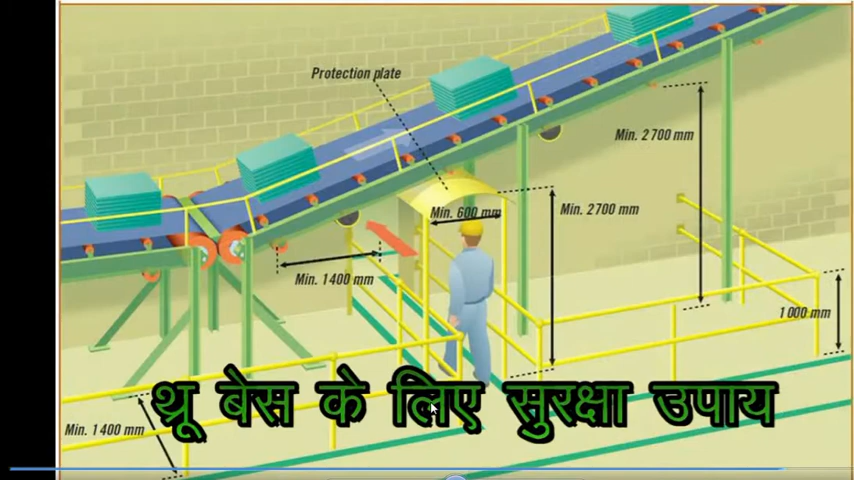 Protection plate
Min. 2700 mm
Min. 600 mm
Min. 2700 mm
Min. 1400 mm
1000 mm
थ्रू बेस के लिए सुरक्षा उपाय
Min. 1400 mm